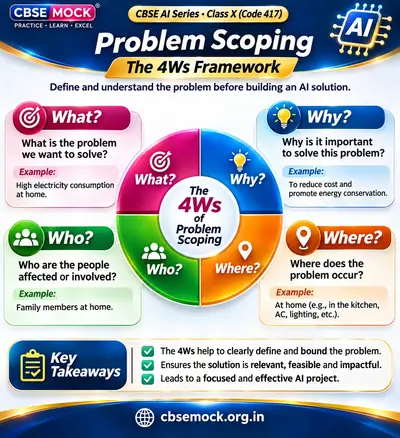 CBSE MOCK
PRACTICE • LEARN • EXCEL
CBSE AI Series • Class X (Code 417)
AI
Problem Scoping
The 4Ws Framework
Define and understand the problem before building an AI solution.
What?
What is the problem
we want to solve?
Example:
High electricity consumption
at home.
Why?
Why is it important
to solve this problem?
Example:
To reduce cost and
promote energy conservation.
What?
Why?
The
4Ws
of
Problem
Scoping
Who?
Where?
Who?
Who are the people
affected or involved?
Example:
Family members at home.
Where?
Where does the
problem occur?
Example:
At home (e.g., in the kitchen,
AC, lighting, etc.).
Key
Takeaways
The 4Ws help to clearly define and bound the problem.
Ensures the solution is relevant, feasible and impactful.
Leads to a focused and effective AI project.
cbsemock.org.in